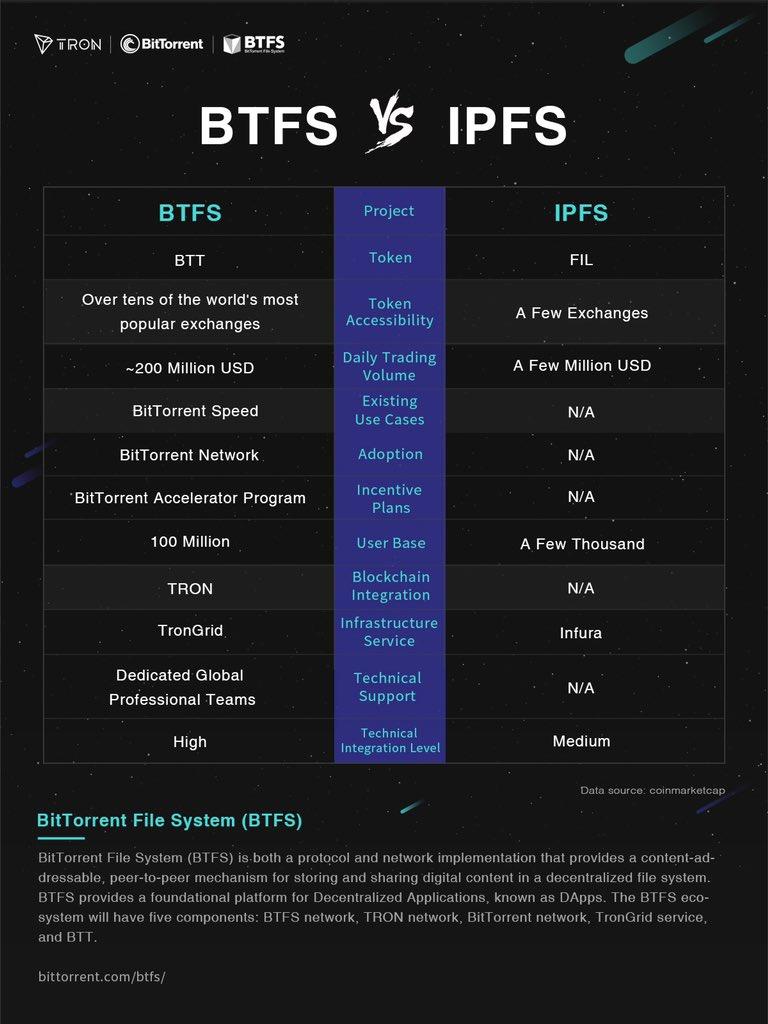 TRON | BitTorrent | BTFS
BitTorrent File System
BTFS VS IPFS
BTFS Project IPFS
BTT Token FIL
Over tens of the world's most
popular exchanges
Token
Accessibility
A Few Exchanges
~200 Million USD
Daily Trading
Volume
A Few Million USD
BitTorrent Speed
Existing
Use Cases
N/A
BitTorrent Network Adoption N/A
BitTorrent Accelerator Program
Incentive
Plans
N/A
100 Million User Base A Few Thousand
TRON
Blockchain
Integration
N/A
TronGrid
Infrastructure
Service
Infura
Dedicated Global
Professional Teams
Technical
Support
N/A
High
Technical
Integration Level
Medium
Data source: coinmarketcap
BitTorrent File System (BTFS)
BitTorrent File System (BTFS) is both a protocol and network implementation that provides a content-ad-
dressable, peer-to-peer mechanism for storing and sharing digital content in a decentralized file system.
BTFS provides a foundational platform for Decentralized Applications, known as DApps. The BTFS eco-
system will have five components: BTFS network, TRON network, BitTorrent network, TronGrid service,
and BTT.
bittorrent.com/btfs/